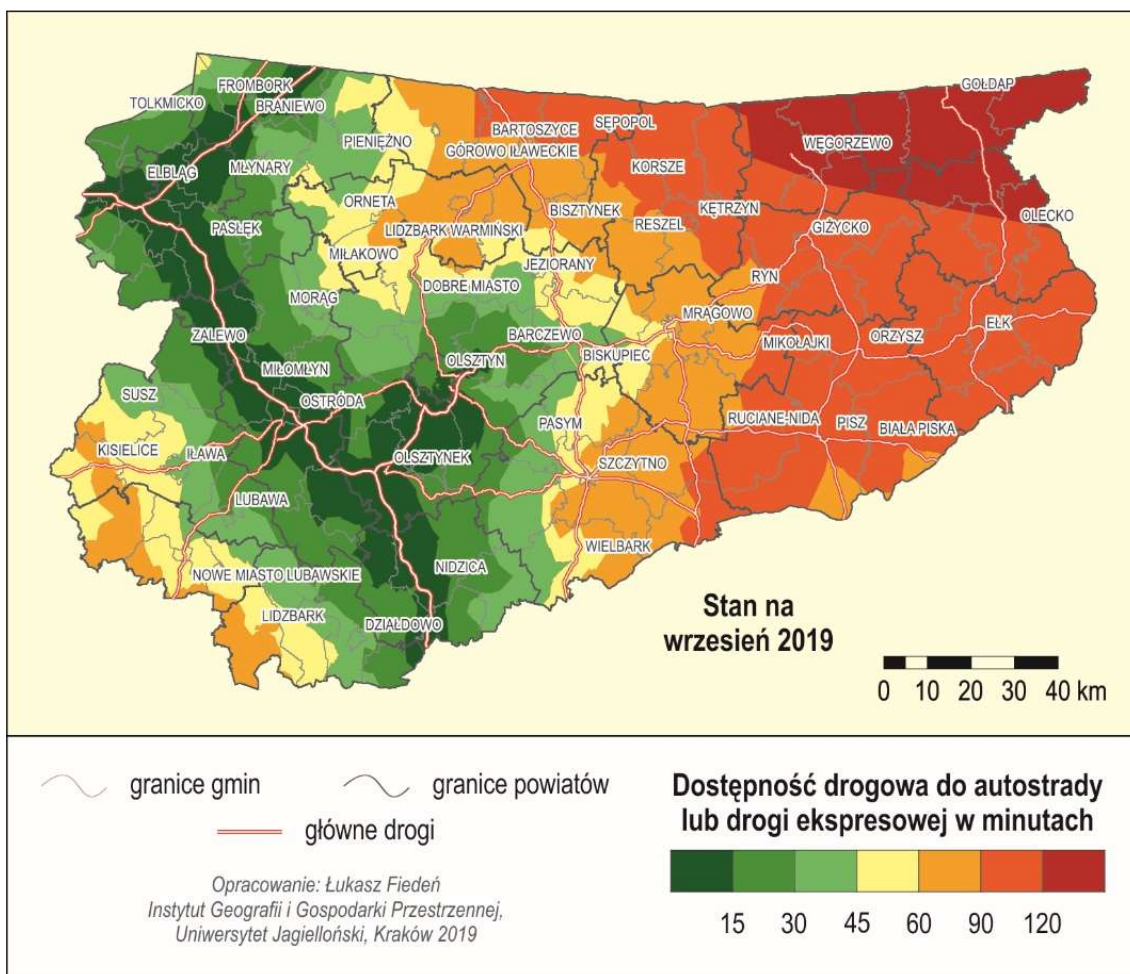 GOŁDAP
FROMBORK
TOLKMICKO
BRANIEWO
BARTOSZYCE
SĘPOPOL
WĘGORZEWO
PIENIĘŻNO
GÓROWO IŁAWECKIE
ELBLĄG
MŁYNARY
KORSZE
ORNETA
BISZTYNEK
KĘTRZYN
OLECKO
PASŁĘK
RESZEL
GIŻYCKO
LIDZBARK WARMIŃSKI
MIŁAKOWO
JEZIORANY
RYN
DOBRE MIASTO
MORĄG
MRĄGOWO
EŁK
ZALEWO
BARCZEWO
ORZYSZ
MIKOŁAJKI
OLSZTYN
BISKUPIEC
MIŁOMŁYN
SUSZ
OSTRÓDA
RUCIANE-NIDA
PISZ
BIAŁA PISKA
PASYM
KISIELICE
IŁAWA
OLSZTYNEK
SZCZYTNO
LUBAWA
WIELBARK
NIDZICA
NOWE MIASTO LUBAWSKIE
LIDZBARK
DZIAŁDOWO
Stan na
wrzesień 2019
0 10 20 30 40 km
granice gmin
granice powiatów
główne drogi
Opracowanie: Łukasz Fiedeń
Instytut Geografii i Gospodarki Przestrzennej,
Uniwersytet Jagielloński, Kraków 2019
Dostępność drogowa do autostrady
lub drogi ekspresowej w minutach
15 30 45 60 90 120